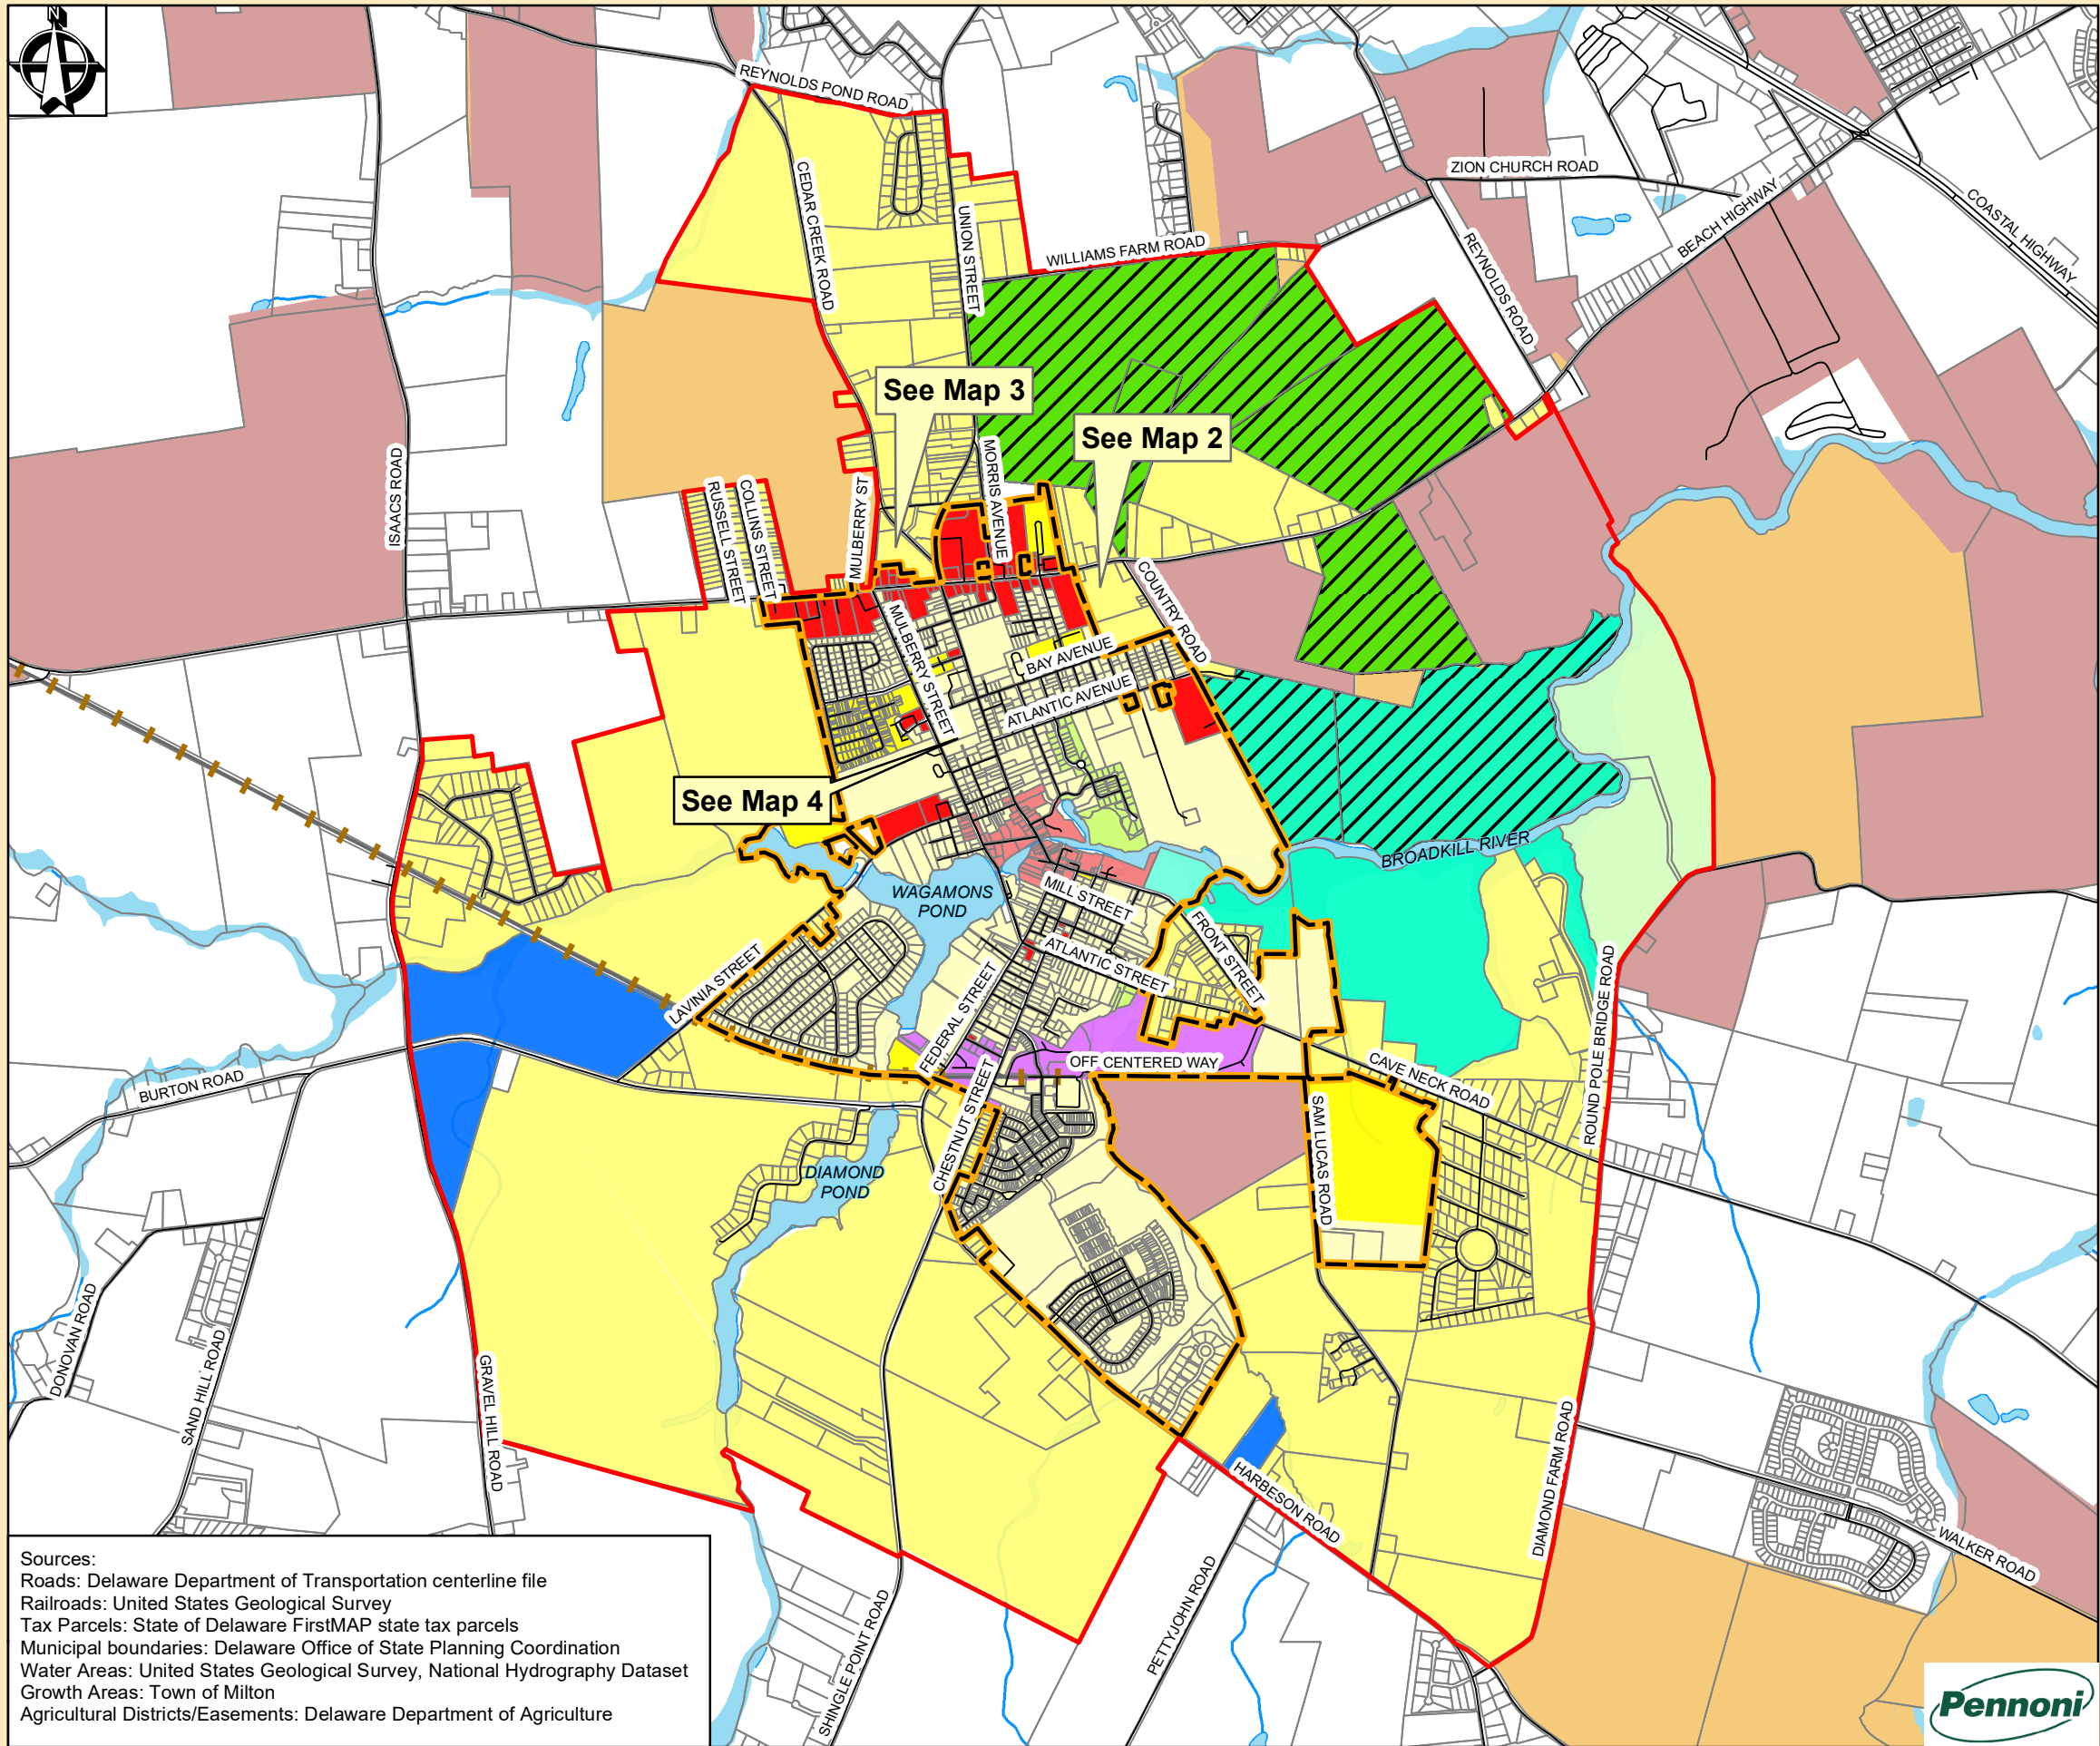 N
REYNOLDS POND ROAD
CEDAR CREEK ROAD
UNION STREET
WILLIAMS FARM ROAD
ZION CHURCH ROAD
REYNOLDS ROAD
BEACH HIGHWAY
COASTAL HIGHWAY
See Map 3
See Map 2
ISAACS ROAD
RUSSELL STREET
COLLINS STREET
MULBERRY ST
MORRIS AVENUE
COUNTRY ROAD
MULBERRY STREET
BAY AVENUE
ATLANTIC AVENUE
See Map 4
BROADKILL RIVER
WAGAMONS
POND
MILL STREET
FRONT STREET
ATLANTIC STREET
LAVINIA STREET
FEDERAL STREET
ROUND POLE BRIDGE ROAD
OFF CENTERED WAY
CAVE NECK ROAD
BURTON ROAD
CHESTNUT STREET
SAM LUCAS ROAD
DIAMOND
POND
DONOVAN ROAD
SAND HILL ROAD
GRAVEL HILL ROAD
HARBESON ROAD
DIAMOND FARM ROAD
WALKER ROAD
PETTYJOHN ROAD
SHINGLE POINT ROAD
Sources:
Roads: Delaware Department of Transportation centerline file
Railroads: United States Geological Survey
Tax Parcels: State of Delaware FirstMAP state tax parcels
Municipal boundaries: Delaware Office of State Planning Coordination
Water Areas: United States Geological Survey, National Hydrography Dataset
Growth Areas: Town of Milton
Agricultural Districts/Easements: Delaware Department of Agriculture
Pennoni